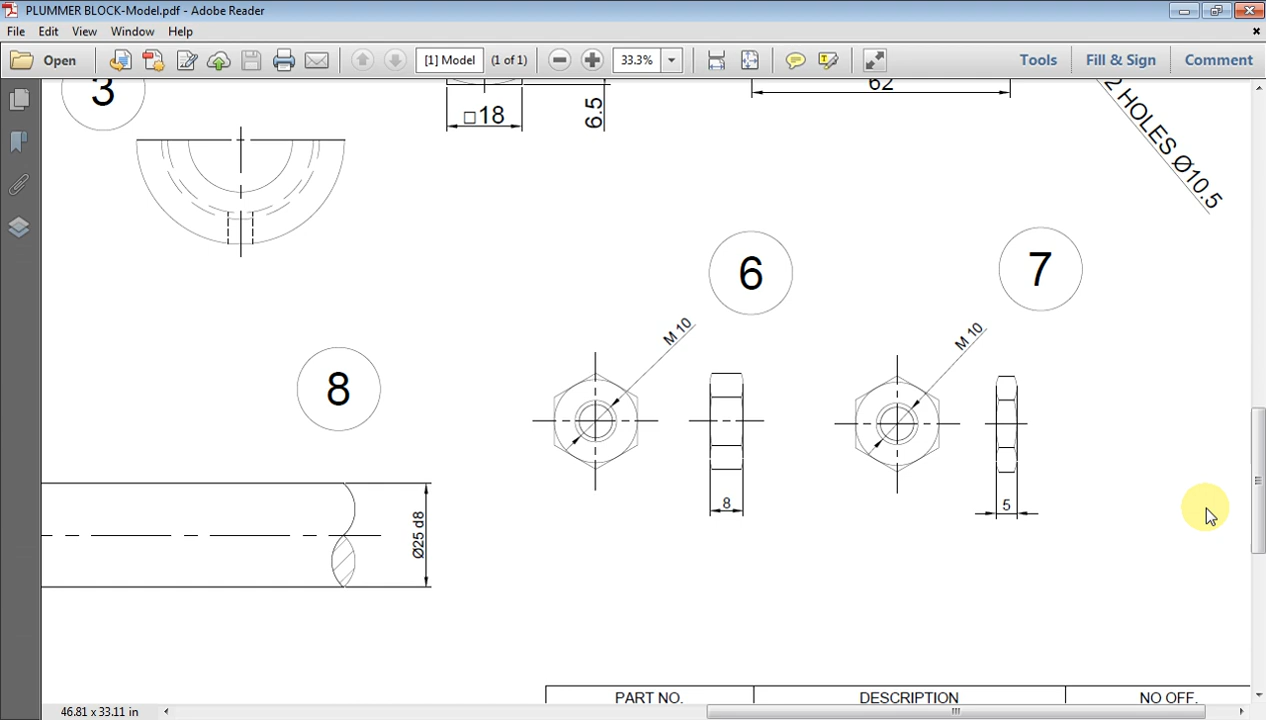 PLUMMER BLOCK-Model.pdf - Adobe Reader
File Edit View Window Help
Open [1] Model (1 of 1) 33.3% Tools Fill & Sign Comment
3
□18
6.5
62
2 HOLES Ø10.5
6
7
M 10
M 10
8
Ø25 d8
8
5
PART NO. DESCRIPTION NO OFF.
46.81 x 33.11 in